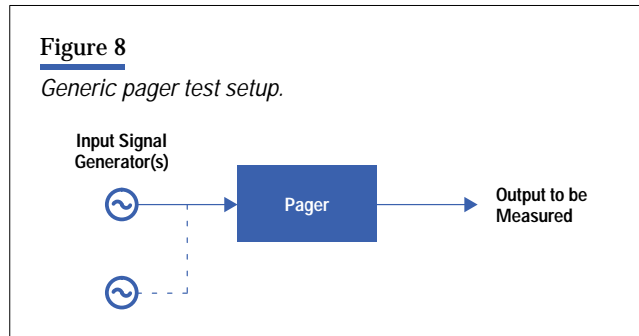 Figure 8
Generic pager test setup.
Input Signal
Generator(s)
Pager
Output to be
Measured